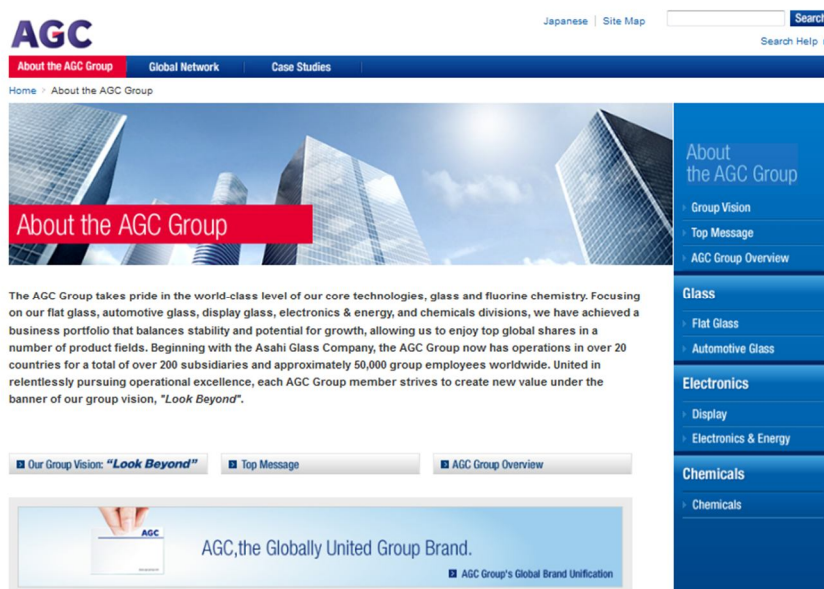 Japanese | Site Map
Search
Search Help
AGC
About the AGC Group
Global Network
Case Studies
Home > About the AGC Group
About the AGC Group
The AGC Group takes pride in the world-class level of our core technologies, glass and fluorine chemistry. Focusing
on our flat glass, automotive glass, display glass, electronics & energy, and chemicals divisions, we have achieved a
business portfolio that balances stability and potential for growth, allowing us to enjoy top global shares in a
number of product fields. Beginning with the Asahi Glass Company, the AGC Group now has operations in over 20
countries for a total of over 200 subsidiaries and approximately 50,000 group employees worldwide. United in
relentlessly pursuing operational excellence, each AGC Group member strives to create new value under the
banner of our group vision, "Look Beyond".
Our Group Vision: "Look Beyond"
Top Message
AGC Group Overview
AGC
AGC,the Globally United Group Brand.
AGC Group's Global Brand Unification
About
the AGC Group
Group Vision
Top Message
AGC Group Overview
Glass
Flat Glass
Automotive Glass
Electronics
Display
Electronics & Energy
Chemicals
Chemicals